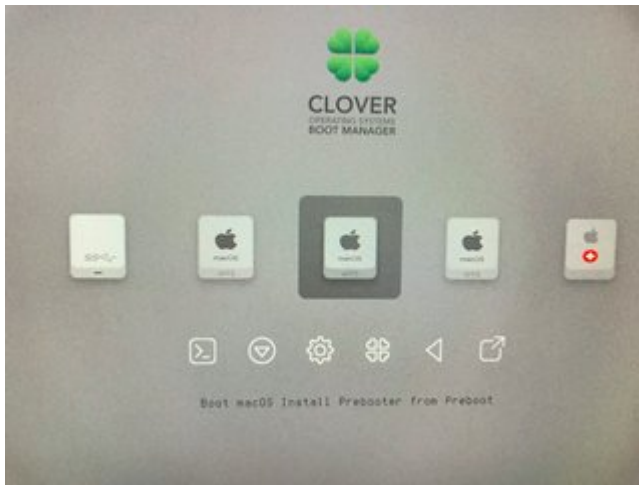 CLOVER
OPERATING SYSTEMS
BOOT MANAGER
macOS
macOS
macOS
Boot macOS Install Prebooter from Preboot